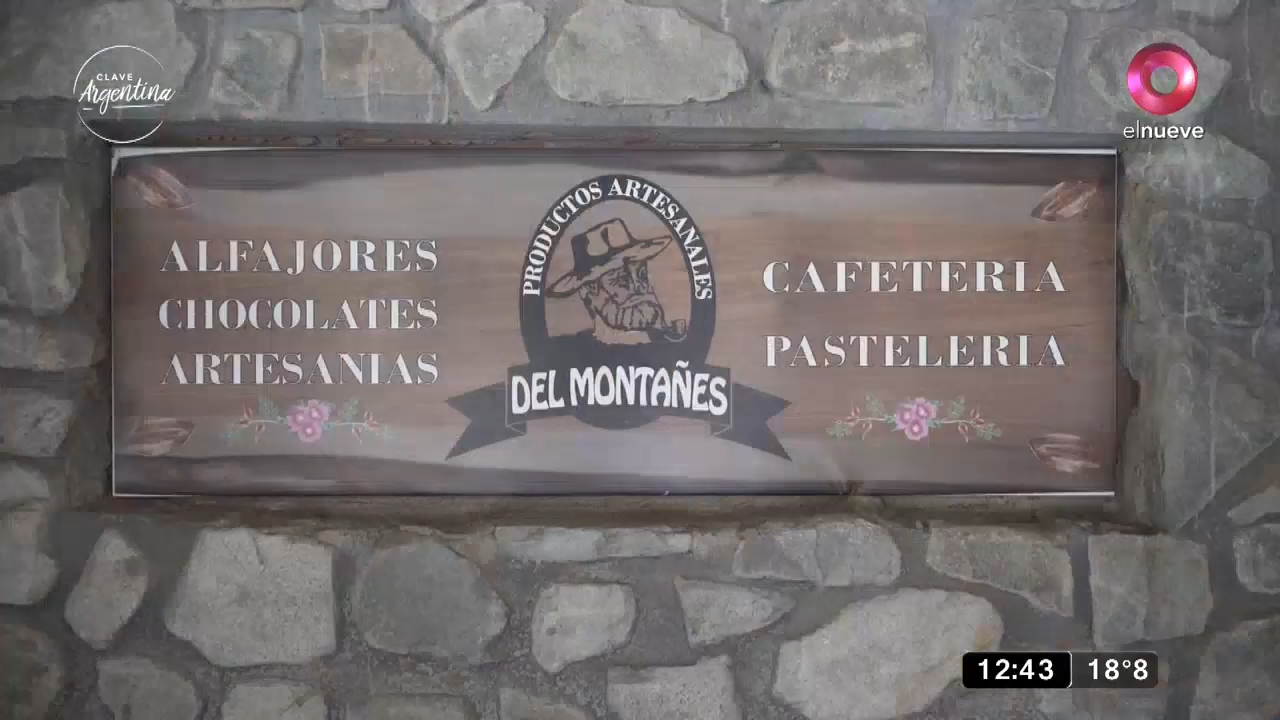 CLAVE
Argentina
elnueve
PRODUCTOS ARTESANALES
ALFAJORES
CHOCOLATES
ARTESANIAS
DEL MONTAÑES
CAFETERIA
PASTELERIA
12:43 18°8